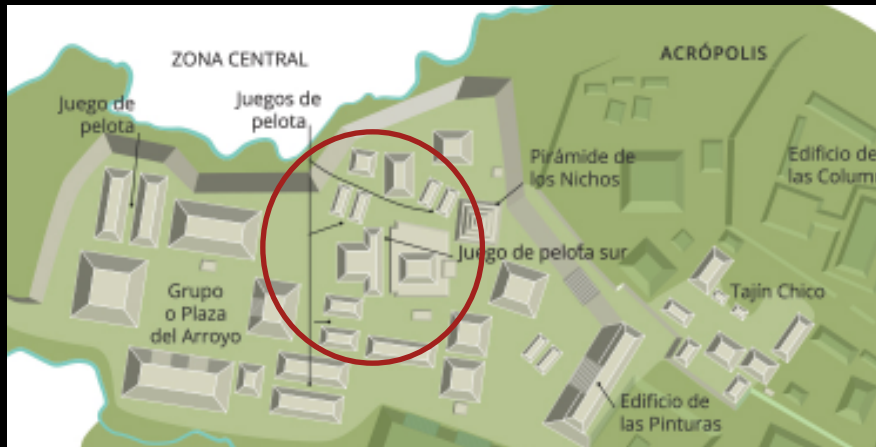 ZONA CENTRAL
ACRÓPOLIS
Juego de
pelota
Juegos de
pelota
Pirámide de
los Nichos
Edificio de
las Colum
Juego de pelota sur
Grupo
o Plaza
del Arroyo
Tajín Chico
Edificio de
las Pinturas